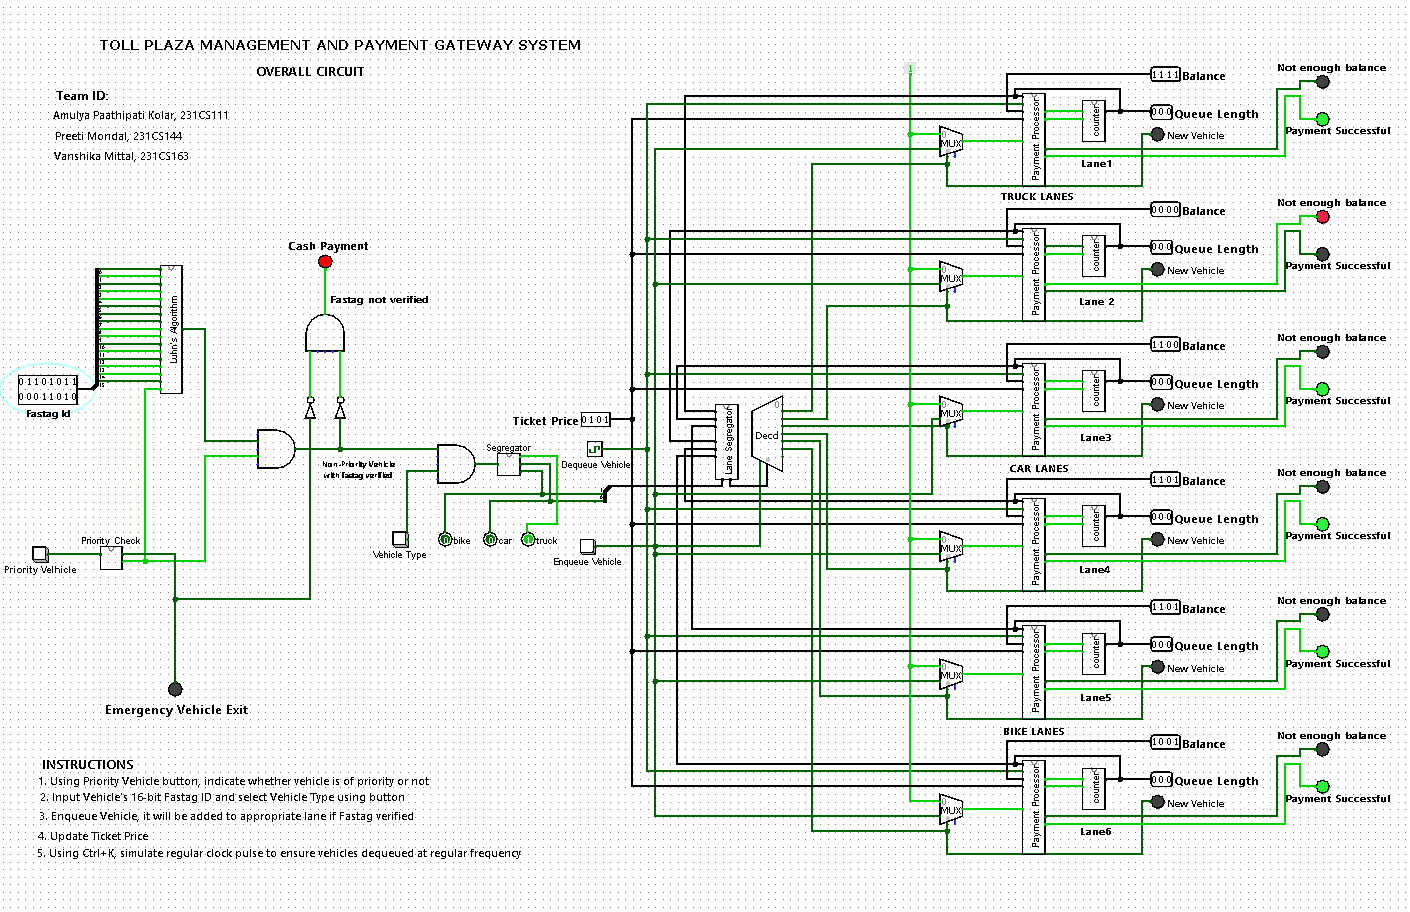 TOLL PLAZA MANAGEMENT AND PAYMENT GATEWAY SYSTEM
OVERALL CIRCUIT
Team ID:
Amulya Paathipati Kolar, 231CS111
Preeti Mondal, 231CS144
Vanshika Mittal, 231CS163
Cash Payment
Fastag not verified
Luhn's Algorithm
0 1 1 0 1 0 1 1
0 0 0 1 1 0 1 0
Fastag Id
Non-Priority Vehicle
with fastag verified
Priority Check
Priority Velhicle
Emergency Vehicle Exit
Segregator
Vehicle Type
0 bike
0 car
1 truck
Ticket Price 0 1 0 1
Dequeue Vehicle
Enqueue Vehicle
Lane Segregator
0
Decd
1
1 1 1 1 Balance
Payment Processor
counter
0 0 0 Queue Length
New Vehicle
0
MUX
Lane1
Not enough balance
Payment Successful
TRUCK LANES
0 0 0 0 Balance
Payment Processor
counter
0 0 0 Queue Length
New Vehicle
0
MUX
Lane 2
Not enough balance
Payment Successful
1 1 0 0 Balance
Payment Processor
counter
0 0 0 Queue Length
New Vehicle
0
MUX
Lane3
Not enough balance
Payment Successful
CAR LANES
1 1 0 1 Balance
Payment Processor
counter
0 0 0 Queue Length
New Vehicle
0
MUX
Lane4
Not enough balance
Payment Successful
1 1 0 1 Balance
Payment Processor
counter
0 0 0 Queue Length
New Vehicle
0
MUX
Lane5
Not enough balance
Payment Successful
BIKE LANES
1 0 0 1 Balance
Payment Processor
counter
0 0 0 Queue Length
New Vehicle
0
MUX
Lane6
Not enough balance
Payment Successful
INSTRUCTIONS
1. Using Priority Vehicle button, indicate whether vehicle is of priority or not
2. Input Vehicle's 16-bit Fastag ID and select Vehicle Type using button
3. Enqueue Vehicle, it will be added to appropriate lane if Fastag verified
4. Update Ticket Price
5. Using Ctrl+K, simulate regular clock pulse to ensure vehicles dequeued at regular frequency